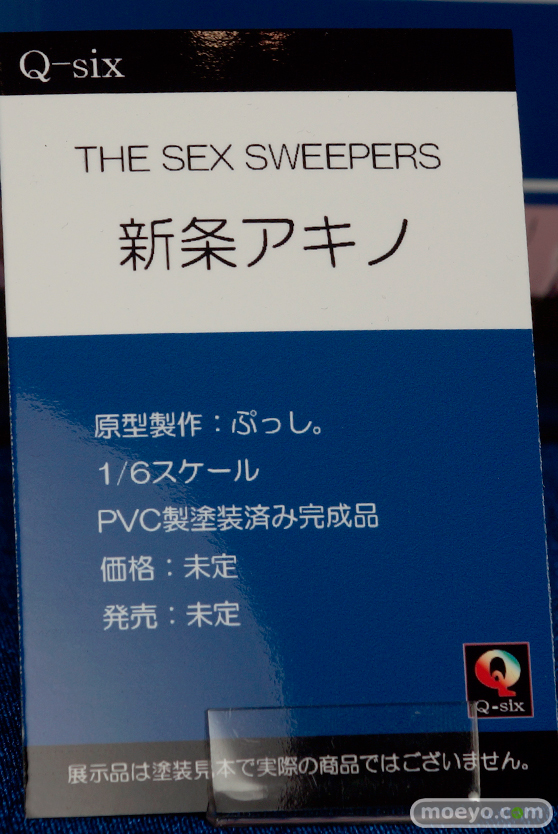 Q-six
THE SEX SWEEPERS
新条アキノ
原型製作：ぷっし。
1/6スケール
PVC製塗装済み完成品
価格：未定
発売：未定
Q-six
展示品は塗装見本で実際の商品ではございません。
moeyo.com